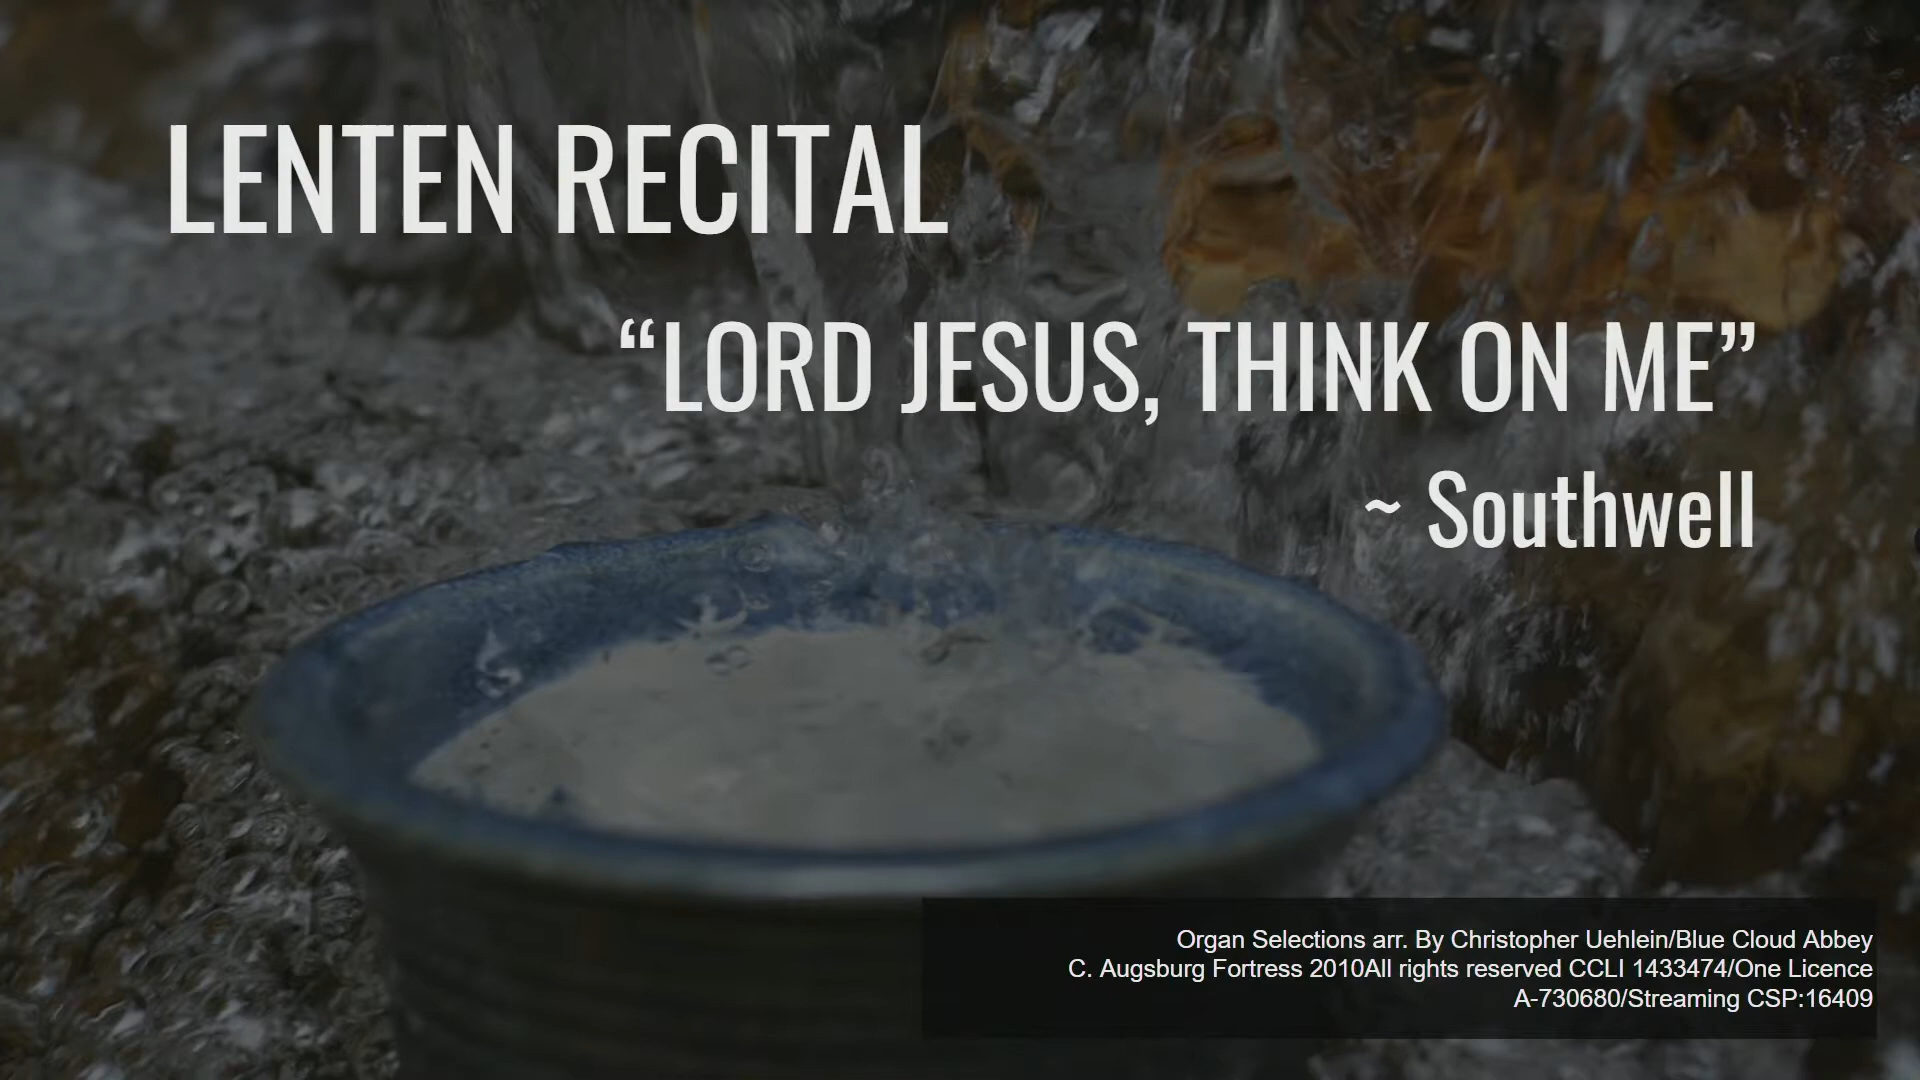 LENTEN RECITAL
“LORD JESUS, THINK ON ME”
~ Southwell
Organ Selections arr. By Christopher Uehlein/Blue Cloud Abbey
C. Augsburg Fortress 2010All rights reserved CCLI 1433474/One Licence
A-730680/Streaming CSP:16409